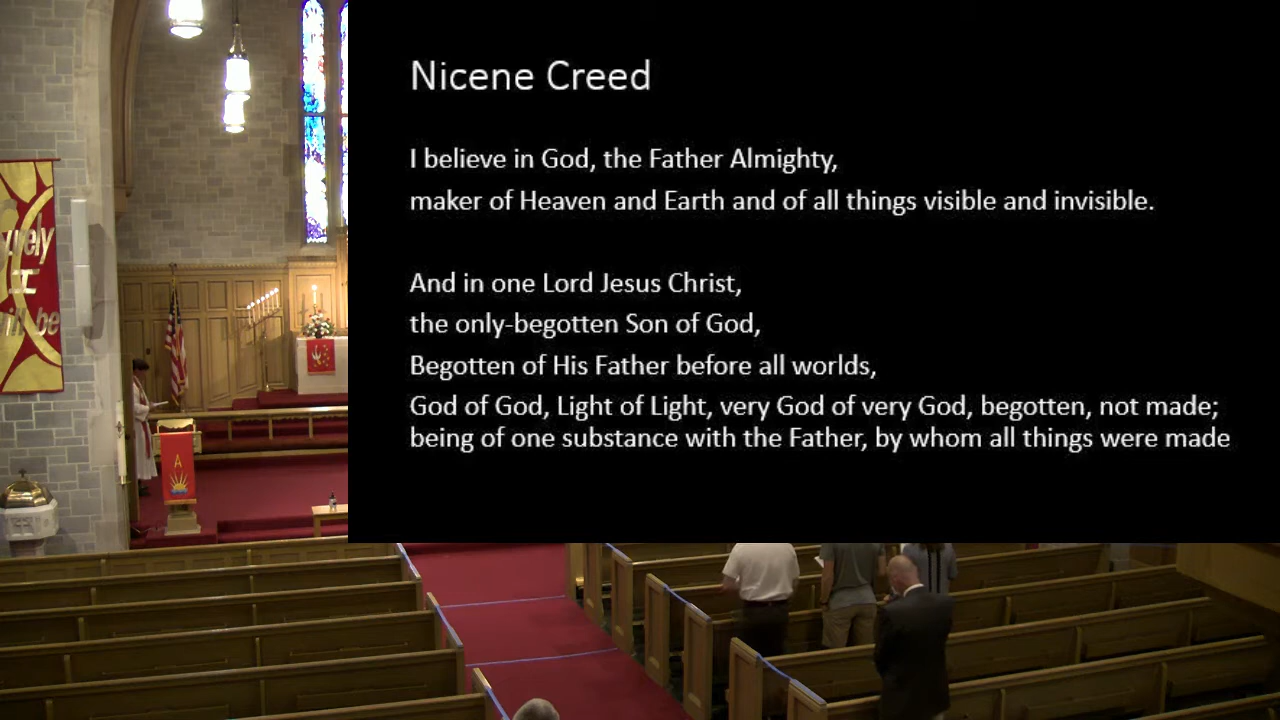 Nicene Creed
I believe in God, the Father Almighty,
maker of Heaven and Earth and of all things visible and invisible.
And in one Lord Jesus Christ,
the only-begotten Son of God,
Begotten of His Father before all worlds,
God of God, Light of Light, very God of very God, begotten, not made;
being of one substance with the Father, by whom all things were made
I
be
A